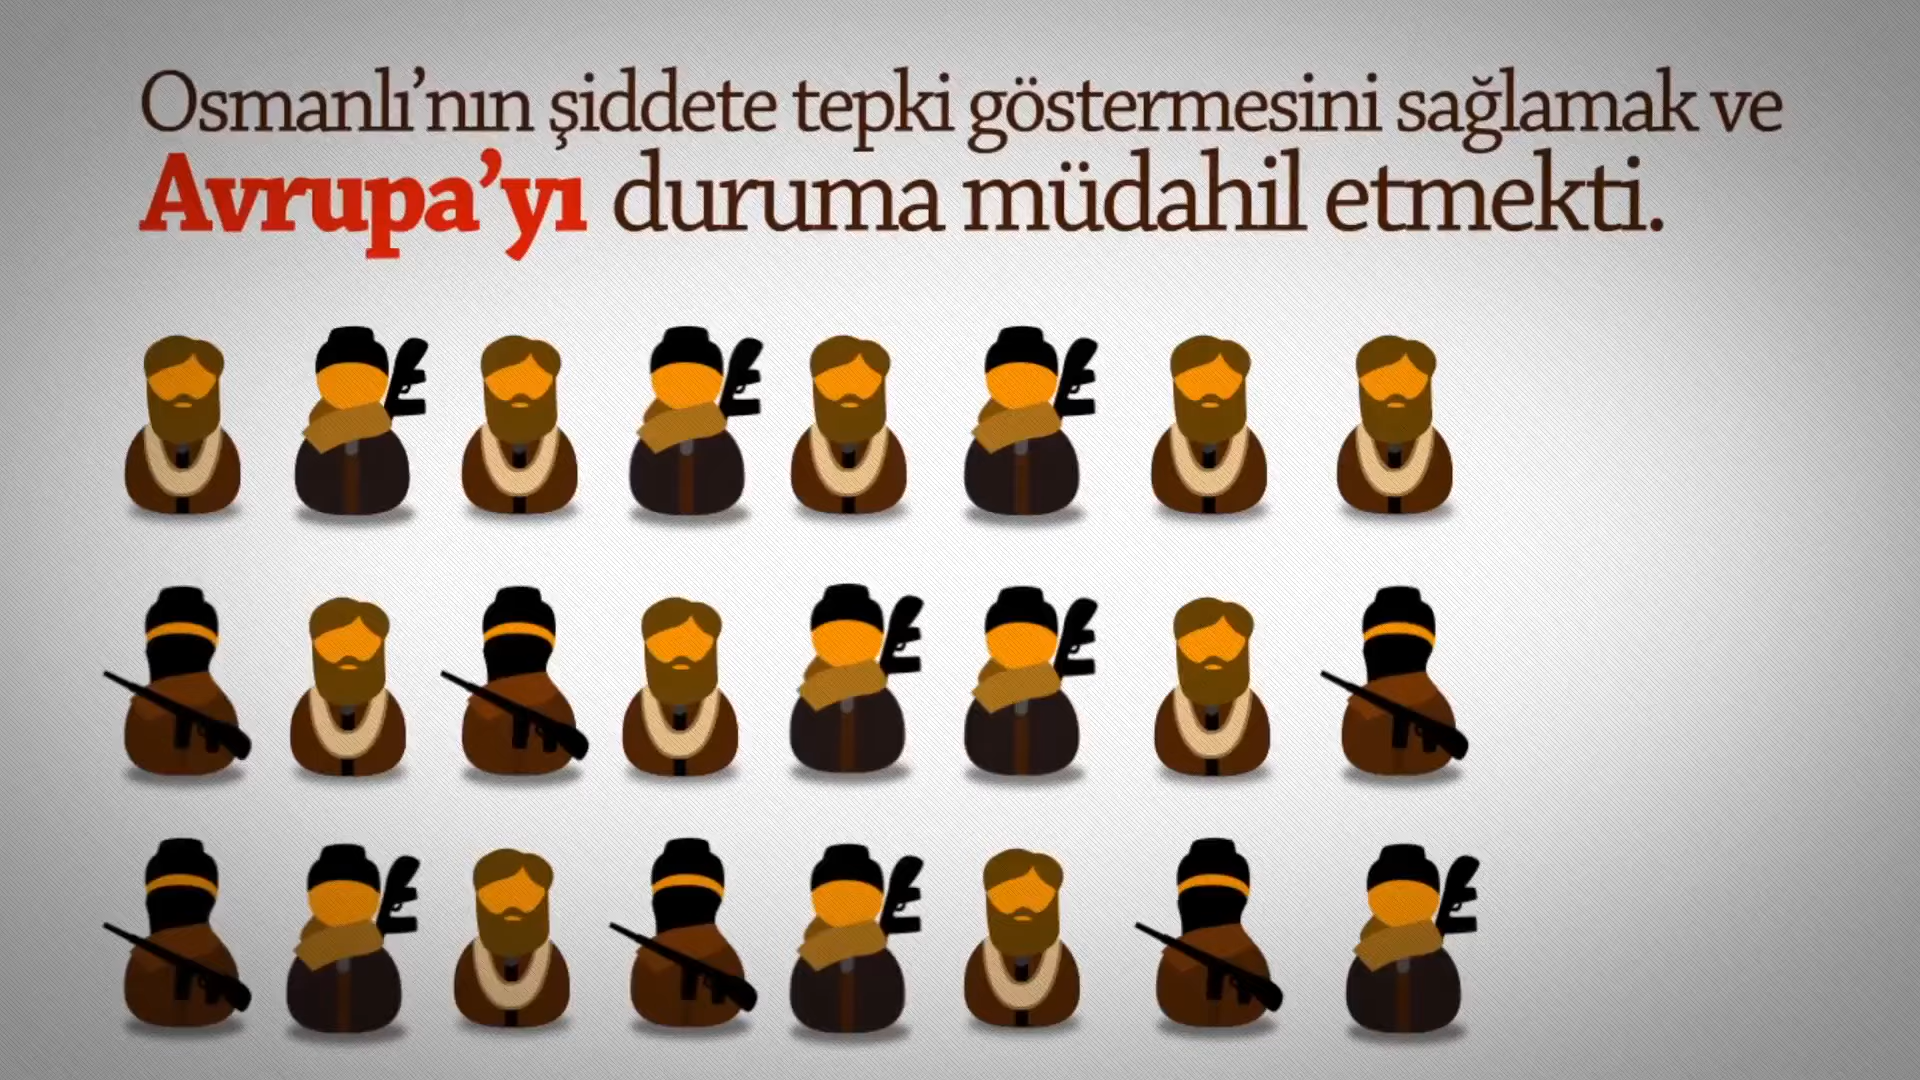 Osmanlı’nın şiddete tepki göstermesini sağlamak ve
Avrupa’yı duruma müdahil etmekti.